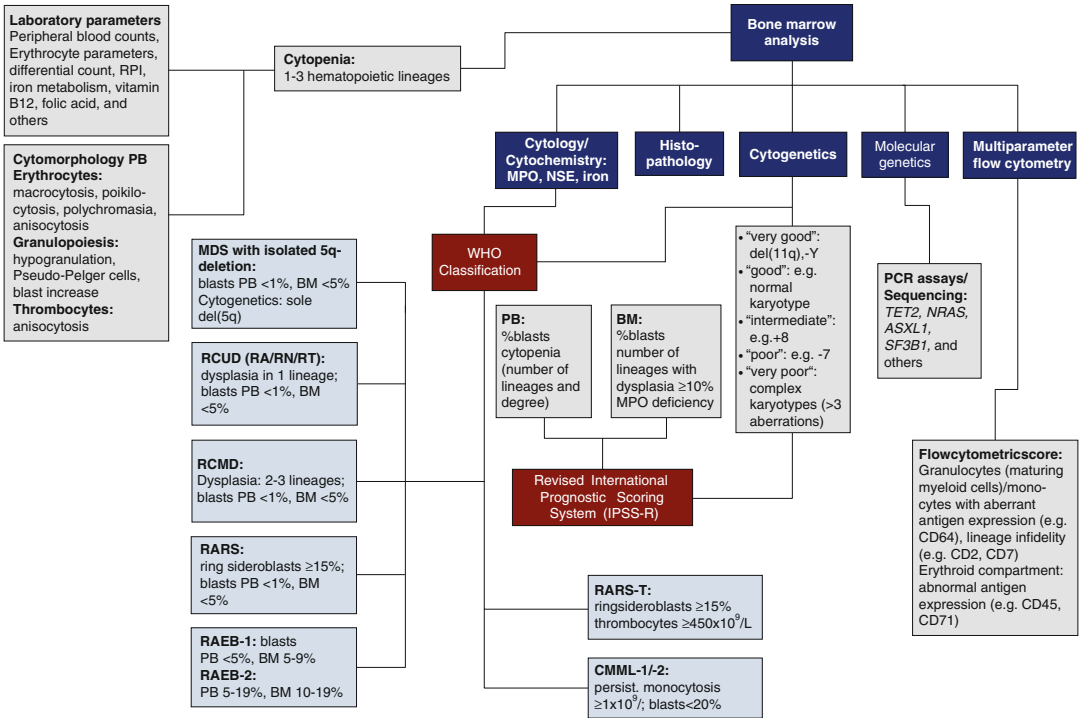 Laboratory parameters
Peripheral blood counts,
Erythrocyte parameters,
differential count, RPI,
iron metabolism, vitamin
B12, folic acid, and
others
Cytopenia:
1-3 hematopoietic lineages
Bone marrow
analysis
Cytomorphology PB
Erythrocytes:
macrocytosis, poikilo-
cytosis, polychromasia,
anisocytosis
Granulopoiesis:
hypogranulation,
Pseudo-Pelger cells,
blast increase
Thrombocytes:
anisocytosis
Cytology/
Cytochemistry:
MPO, NSE, iron
Histo-
pathology
Cytogenetics
Molecular
genetics
Multiparameter
flow cytometry
WHO
Classification
MDS with isolated 5q-
deletion:
blasts PB <1%, BM <5%
Cytogenetics: sole
del(5q)
RCUD (RA/RN/RT):
dysplasia in 1 lineage;
blasts PB <1%, BM
<5%
RCMD:
Dysplasia: 2-3 lineages;
blasts PB <1%, BM <5%
RARS:
ring sideroblasts ≥15%;
blasts PB <1%, BM
<5%
RAEB-1: blasts
PB <5%, BM 5-9%
RAEB-2:
PB 5-19%, BM 10-19%
PB:
%blasts
cytopenia
(number of
lineages and
degree)
BM:
%blasts
number of
lineages with
dysplasia ≥10%
MPO deficiency
• “very good”:
del(11q),-Y
• “good”: e.g.
normal
karyotype
• “intermediate”:
e.g.+8
• “poor”: e.g. -7
• “very poor“:
complex
karyotypes (>3
aberrations)
PCR assays/
Sequencing:
TET2, NRAS,
ASXL1,
SF3B1, and
others
Revised International
Prognostic Scoring
System (IPSS-R)
Flowcytometricscore:
Granulocytes (maturing
myeloid cells)/mono-
cytes with aberrant
antigen expression (e.g.
CD64), lineage infidelity
(e.g. CD2, CD7)
Erythroid compartment:
abnormal antigen
expression (e.g. CD45,
CD71)
RARS-T:
ringsideroblasts ≥15%
thrombocytes ≥450x10⁹/L
CMML-1/-2:
persist. monocytosis
≥1x10⁹/; blasts<20%